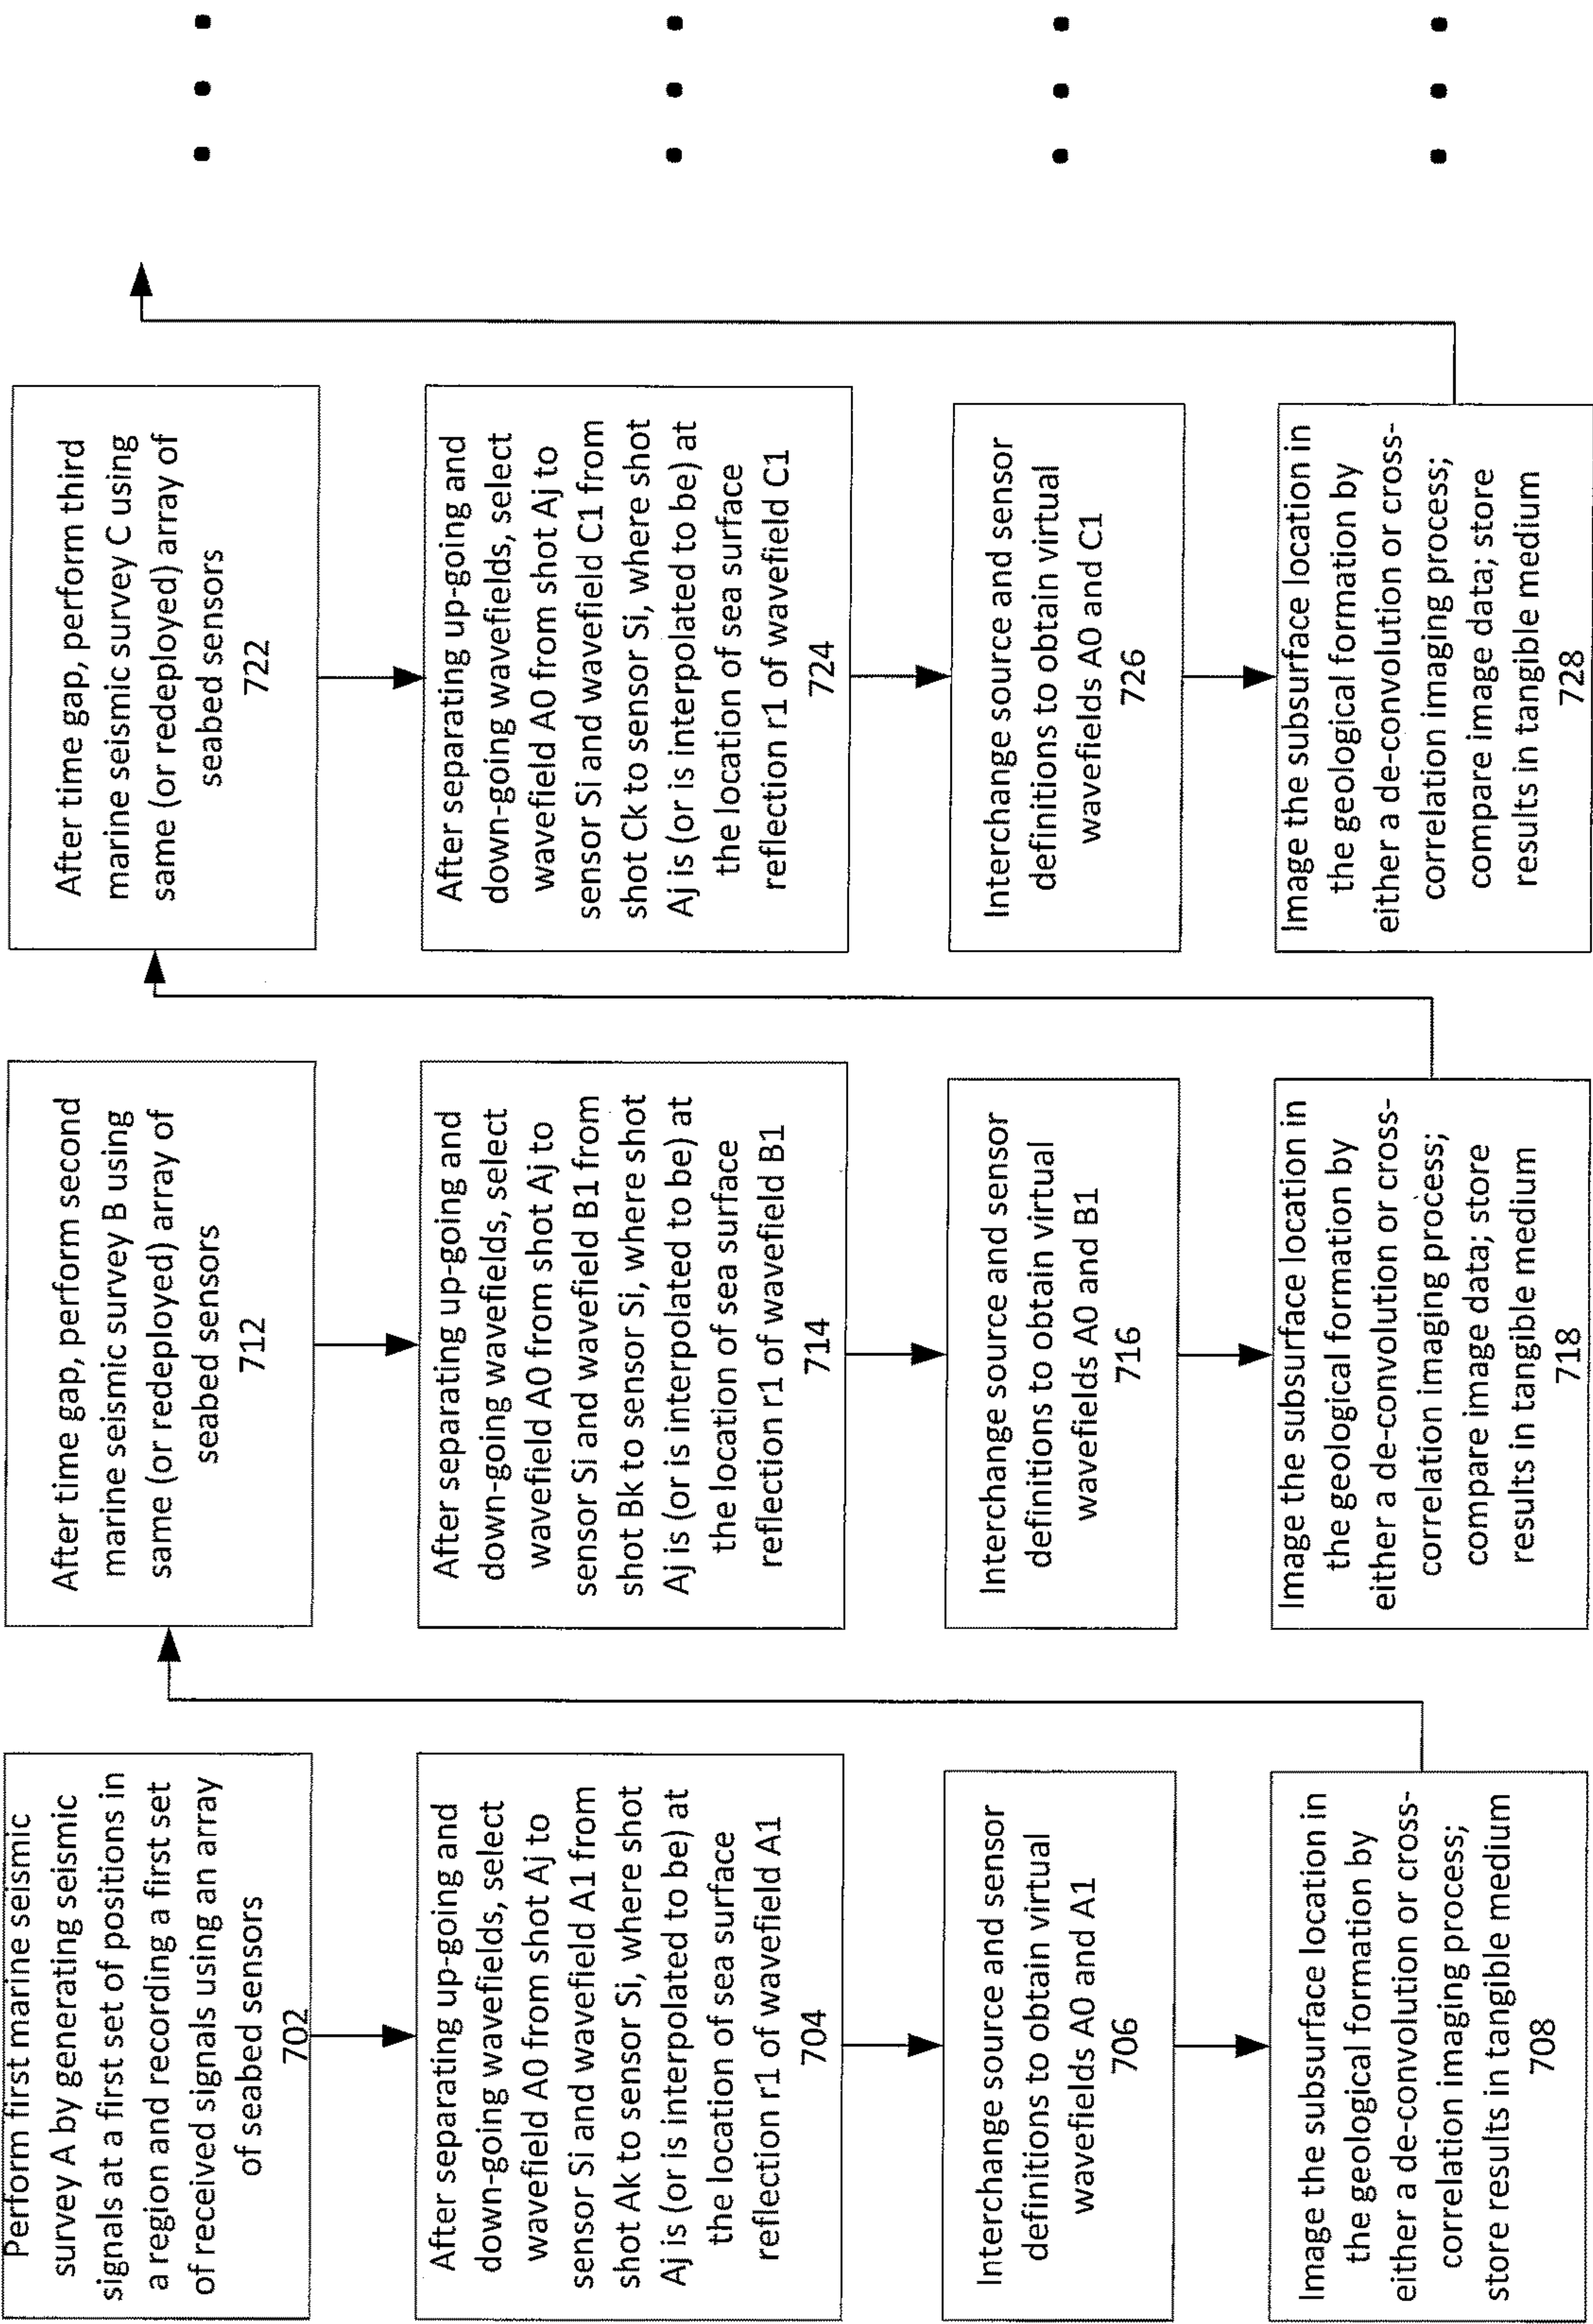 Perform first marine seismic
survey A by generating seismic
signals at a first set of positions in
a region and recording a first set
of received signals using an array
of seabed sensors
702
After separating up-going and
down-going wavefields, select
wavefield A0 from shot Aj to
sensor Si and wavefield A1 from
shot Ak to sensor Si, where shot
Aj is (or is interpolated to be) at
the location of sea surface
reflection r1 of wavefield A1
704
Interchange source and sensor
definitions to obtain virtual
wavefields A0 and A1
706
Image the subsurface location in
the geological formation by
either a de-convolution or cross-
correlation imaging process;
store results in tangible medium
708
After time gap, perform second
marine seismic survey B using
same (or redeployed) array of
seabed sensors
712
After separating up-going and
down-going wavefields, select
wavefield A0 from shot Aj to
sensor Si and wavefield B1 from
shot Bk to sensor Si, where shot
Aj is (or is interpolated to be) at
the location of sea surface
reflection r1 of wavefield B1
714
Interchange source and sensor
definitions to obtain virtual
wavefields A0 and B1
716
Image the subsurface location in
the geological formation by
either a de-convolution or cross-
correlation imaging process;
compare image data; store
results in tangible medium
718
After time gap, perform third
marine seismic survey C using
same (or redeployed) array of
seabed sensors
722
After separating up-going and
down-going wavefields, select
wavefield A0 from shot Aj to
sensor Si and wavefield C1 from
shot Ck to sensor Si, where shot
Aj is (or is interpolated to be) at
the location of sea surface
reflection r1 of wavefield C1
724
Interchange source and sensor
definitions to obtain virtual
wavefields A0 and C1
726
Image the subsurface location in
the geological formation by
either a de-convolution or cross-
correlation imaging process;
compare image data; store
results in tangible medium
728